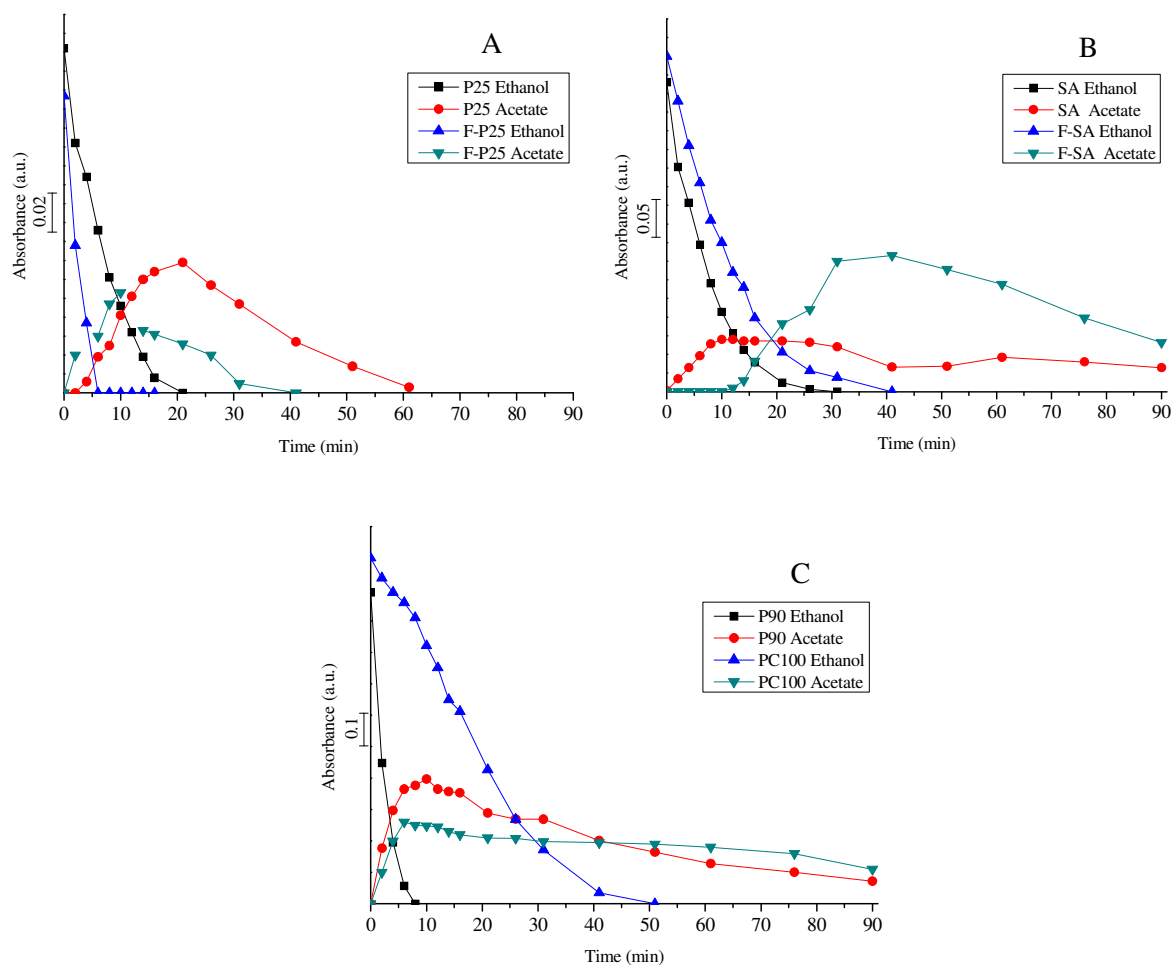 A
P25 Ethanol
P25 Acetate
F-P25 Ethanol
F-P25 Acetate
Absorbance (a.u.)
0.02
0 10 20 30 40 50 60 70 80 90
Time (min)
B
SA Ethanol
SA Acetate
F-SA Ethanol
F-SA Acetate
Absorbance (a.u.)
0.05
0 10 20 30 40 50 60 70 80 90
Time (min)
C
P90 Ethanol
P90 Acetate
PC100 Ethanol
PC100 Acetate
Absorbance (a.u.)
0.1
0 10 20 30 40 50 60 70 80 90
Time (min)